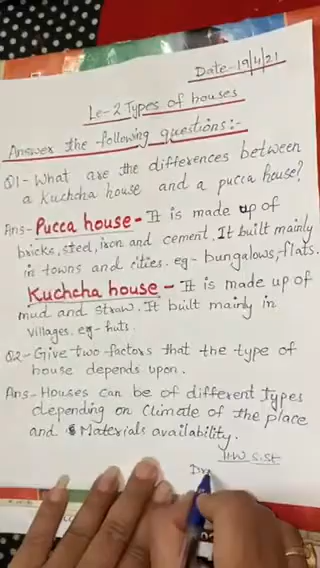 Date-19/4/21
Le-2 Types of houses
Answer the following questions:-
Q1- What are the differences between
a Kuchcha house and a pucca house?
Ans- Pucca house - It is made up of
bricks, steel, iron and cement. It built mainly
in towns and cities. eg- bungalows, flats.
Kuchcha house - It is made up of
mud and straw. It built mainly in
villages. eg- huts.
Q2- Give two factors that the type of
house depends upon.
Ans- Houses can be of different Types
depending on Climate of the place
and Materials availability.
H.W S.St